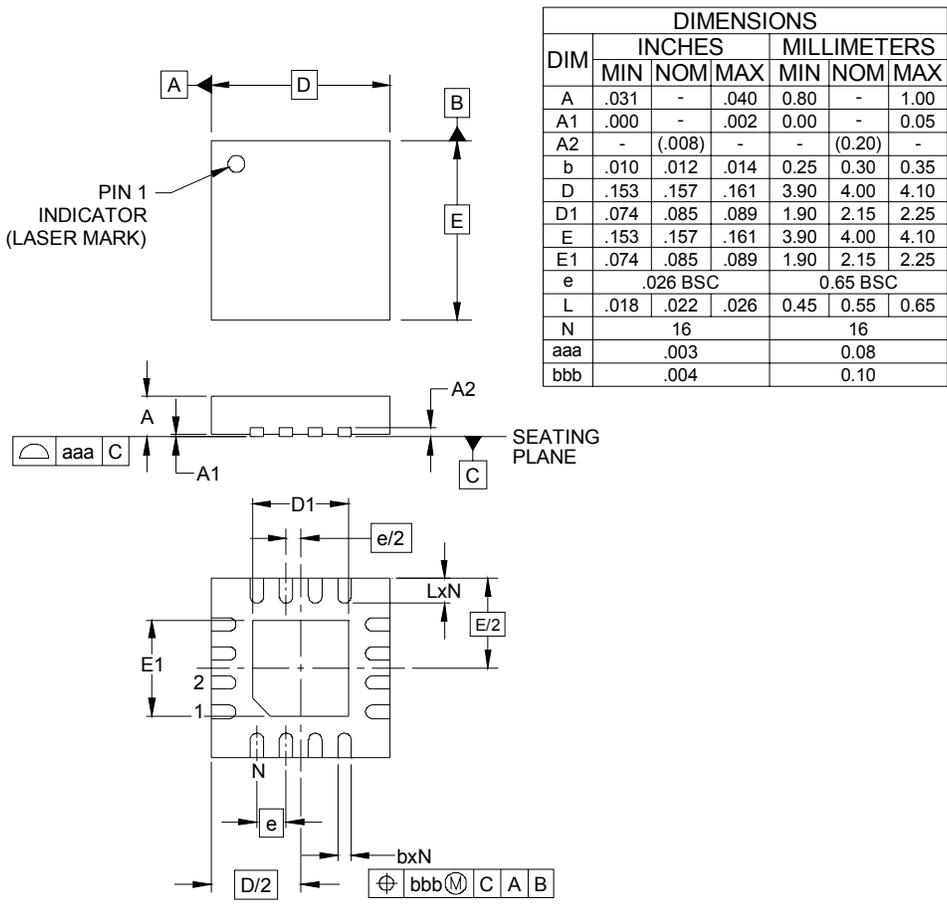 DIMENSIONS
DIM INCHES MILLIMETERS
MIN NOM MAX MIN NOM MAX
A .031 - .040 0.80 - 1.00
A1 .000 - .002 0.00 - 0.05
A2 - (.008) - - (0.20) -
b .010 .012 .014 0.25 0.30 0.35
D .153 .157 .161 3.90 4.00 4.10
D1 .074 .085 .089 1.90 2.15 2.25
E .153 .157 .161 3.90 4.00 4.10
E1 .074 .085 .089 1.90 2.15 2.25
e .026 BSC 0.65 BSC
L .018 .022 .026 0.45 0.55 0.65
N 16 16
aaa .003 0.08
bbb .004 0.10
A
D
B
E
PIN 1
INDICATOR
(LASER MARK)
A
A2
aaa C
A1
SEATING
PLANE
C
D1
e/2
LxN
E/2
E1
2
1
N
e
bxN
D/2
bbb Ⓜ C A B